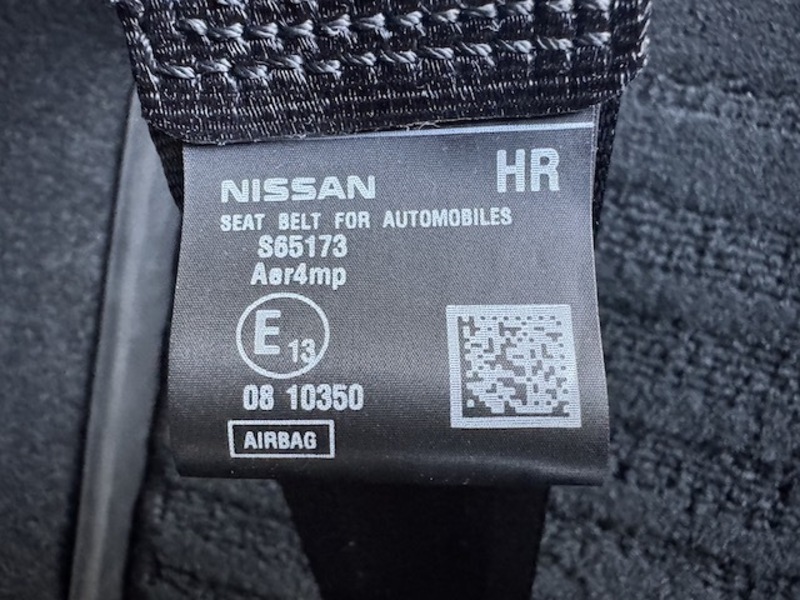 NISSAN HR
SEAT BELT FOR AUTOMOBILES
S65173
Aer4mp
E 13
08 10350
AIRBAG